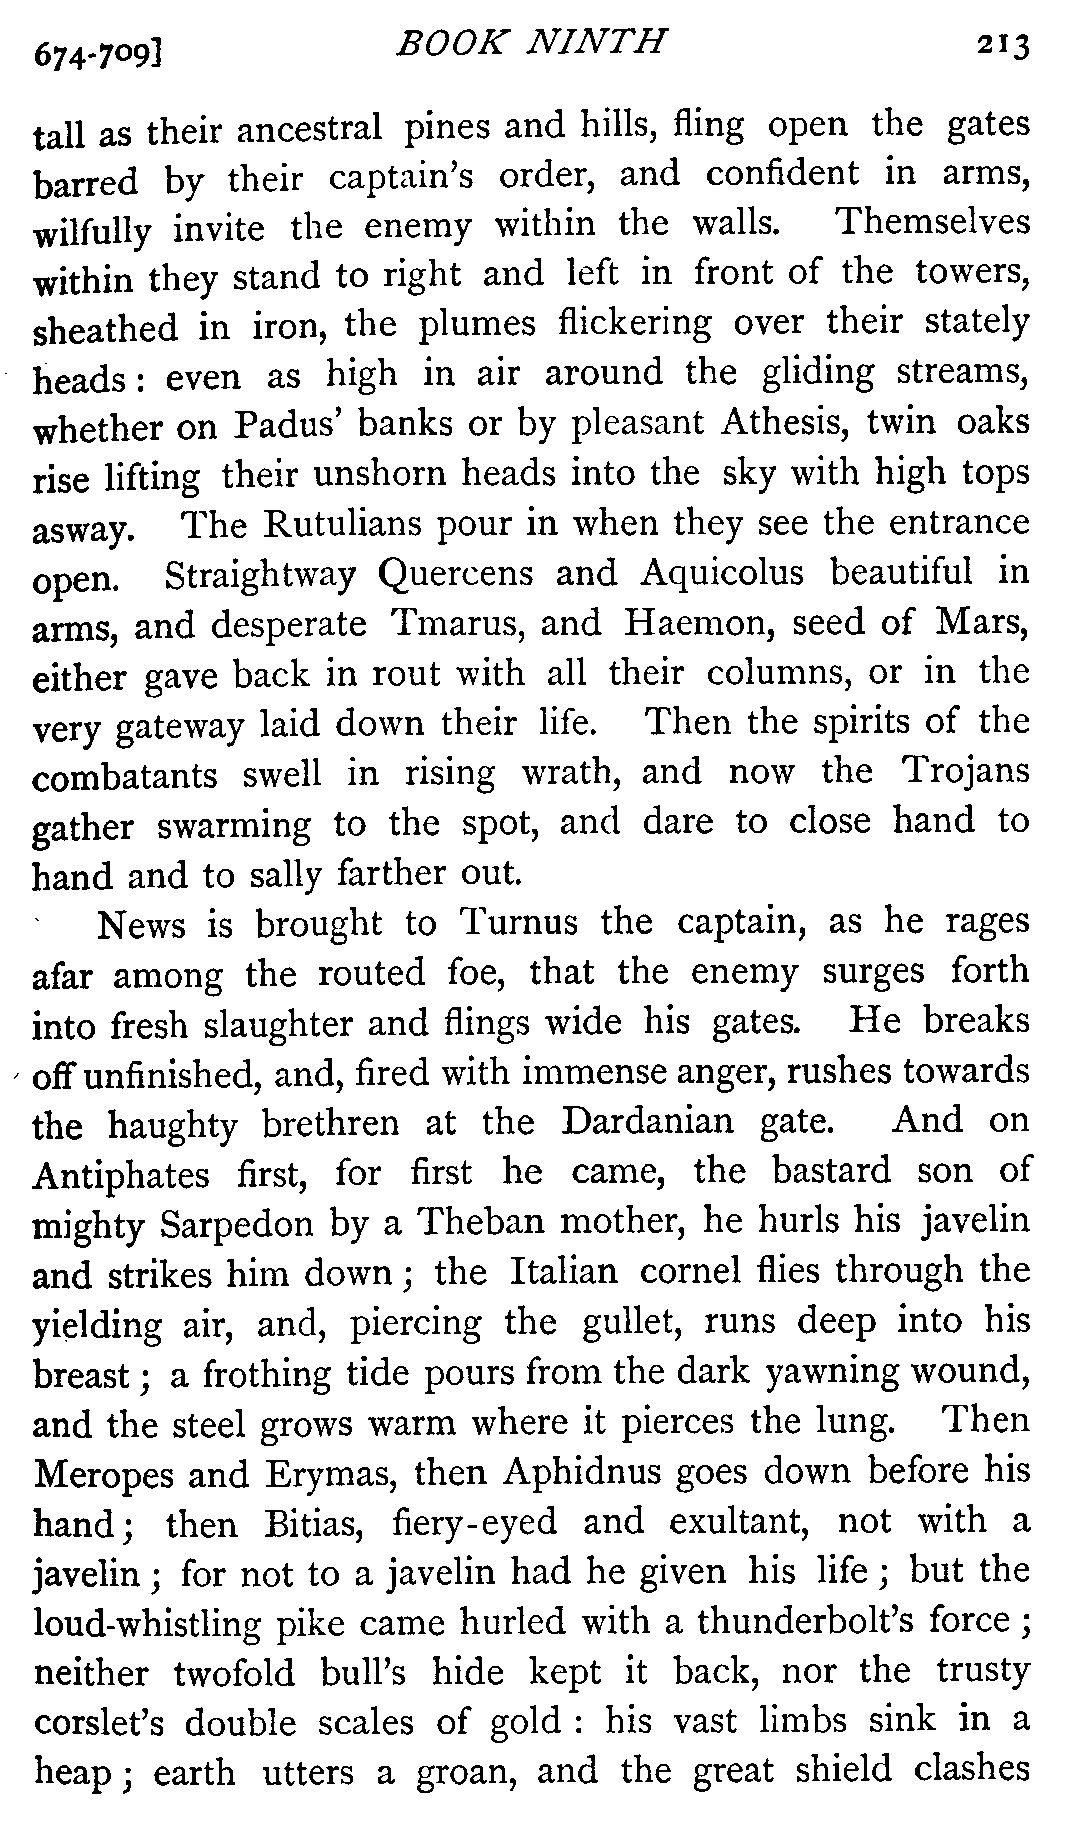 674-709] BOOK NINTH 213
tall as their ancestral pines and hills, fling open the gates
barred by their captain's order, and confident in arms,
wilfully invite the enemy within the walls. Themselves
within they stand to right and left in front of the towers,
sheathed in iron, the plumes flickering over their stately
heads : even as high in air around the gliding streams,
whether on Padus' banks or by pleasant Athesis, twin oaks
rise lifting their unshorn heads into the sky with high tops
asway. The Rutulians pour in when they see the entrance
open. Straightway Quercens and Aquicolus beautiful in
arms, and desperate Tmarus, and Haemon, seed of Mars,
either gave back in rout with all their columns, or in the
very gateway laid down their life. Then the spirits of the
combatants swell in rising wrath, and now the Trojans
gather swarming to the spot, and dare to close hand to
hand and to sally farther out.
News is brought to Turnus the captain, as he rages
afar among the routed foe, that the enemy surges forth
into fresh slaughter and flings wide his gates. He breaks
off unfinished, and, fired with immense anger, rushes towards
the haughty brethren at the Dardanian gate. And on
Antiphates first, for first he came, the bastard son of
mighty Sarpedon by a Theban mother, he hurls his javelin
and strikes him down ; the Italian cornel flies through the
yielding air, and, piercing the gullet, runs deep into his
breast ; a frothing tide pours from the dark yawning wound,
and the steel grows warm where it pierces the lung. Then
Meropes and Erymas, then Aphidnus goes down before his
hand ; then Bitias, fiery-eyed and exultant, not with a
javelin ; for not to a javelin had he given his life ; but the
loud-whistling pike came hurled with a thunderbolt's force ;
neither twofold bull's hide kept it back, nor the trusty
corslet's double scales of gold : his vast limbs sink in a
heap ; earth utters a groan, and the great shield clashes